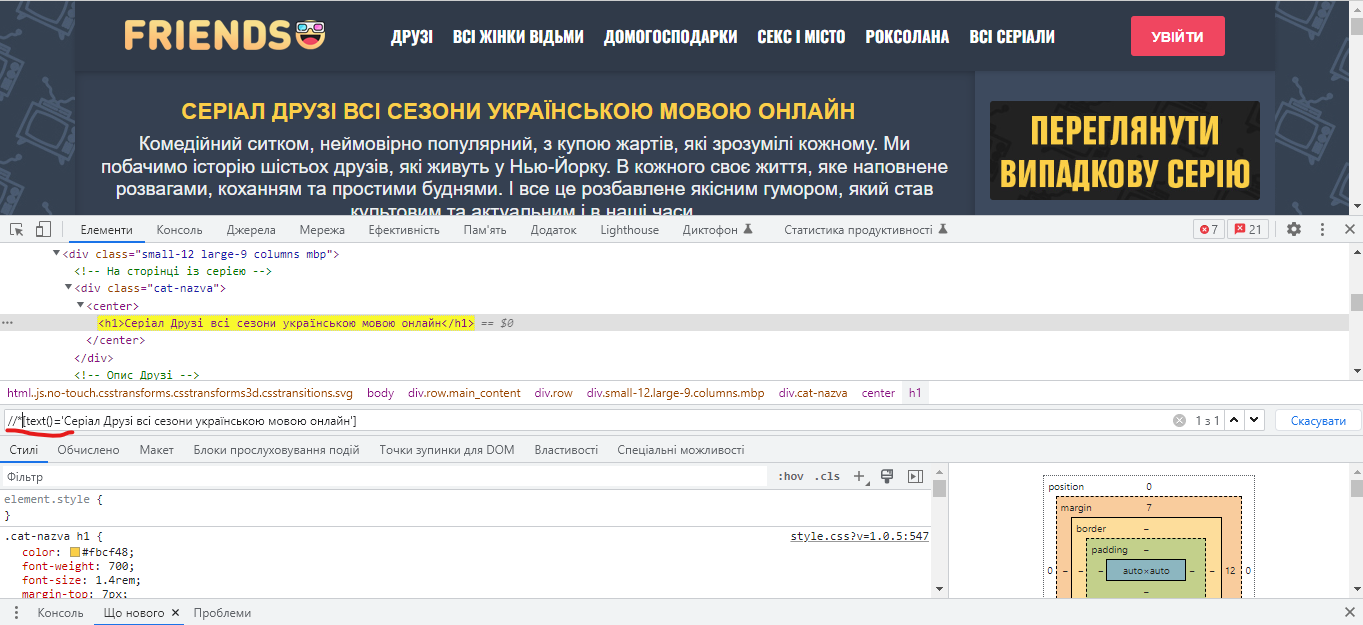 FRIENDS
ДРУЗІ ВСІ ЖІНКИ ВІДЬМИ ДОМОГОСПОДАРКИ СЕКС І МІСТО РОКСОЛАНА ВСІ СЕРІАЛИ
УВІЙТИ
СЕРІАЛ ДРУЗІ ВСІ СЕЗОНИ УКРАЇНСЬКОЮ МОВОЮ ОНЛАЙН
Комедійний ситком, неймовірно популярний, з купою жартів, які зрозумілі кожному. Ми
побачимо історію шістьох друзів, які живуть у Нью-Йорку. В кожного своє життя, яке наповнене
розвагами, коханням та простими буднями. І все це розбавлене якісним гумором, який став
культовим та актуальним і в наші часи.
ПЕРЕГЛЯНУТИ
ВИПАДКОВУ СЕРІЮ
Елементи Консоль Джерела Мережа Ефективність Пам'ять Додаток Lighthouse Диктофон Статистика продуктивності 7 21
<div class="small-12 large-9 columns mbp">
<!-- На сторінці із серією -->
<div class="cat-nazva">
<center>
<h1>Серіал Друзі всі сезони українською мовою онлайн</h1> == $0
</center>
</div>
<!-- Опис Друзі -->
html.js.no-touch.csstransforms.csstransforms3d.csstransitions.svg body div.row.main_content div.row div.small-12.large-9.columns.mbp div.cat-nazva center h1
//*[text()='Серіал Друзі всі сезони українською мовою онлайн'] 1 з 1 Скасувати
Стилі Обчислено Макет Блоки прослуховування подій Точки зупинки для DOM Властивості Спеціальні можливості
Фільтр :hov .cls
element.style {
}
.cat-nazva h1 { style.css?v=1.0.5:547
color: #fbcf48;
font-weight: 700;
font-size: 1.4rem;
margin-top: 7px;
position 0
margin 7
border –
padding –
0 – – – auto×auto – – 12 0
–
Консоль Що нового Проблеми